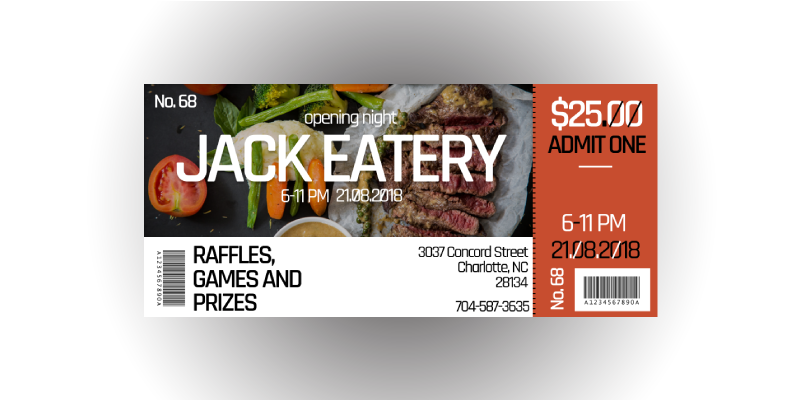 No. 68
opening night
JACK EATERY
6-11 PM 21.08.2018
A1234567890A
RAFFLES,
GAMES AND
PRIZES
3037 Concord Street
Charlotte, NC
28134
704-587-3635
$25.00
ADMIT ONE
6-11 PM
21.08.2018
No. 68
A1234567890A